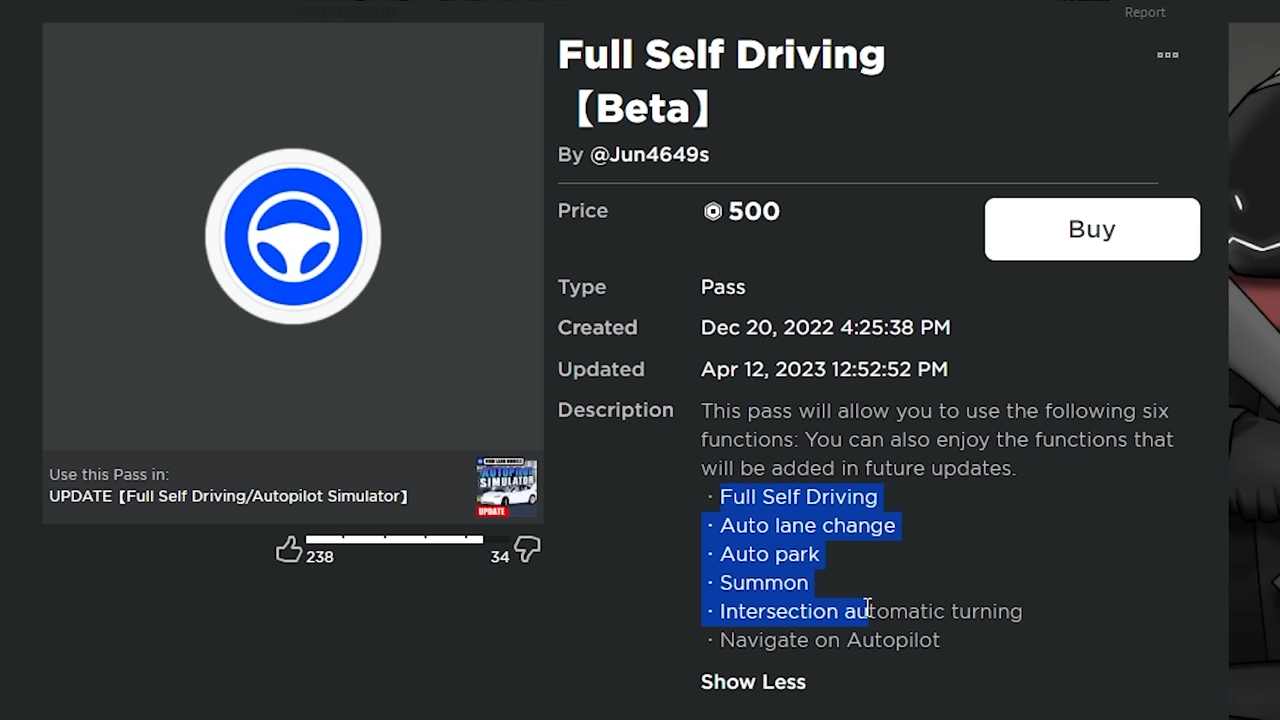 ADVERTISEMENT
Report
Full Self Driving
【Beta】
By @Jun4649s
Price
500
Buy
Type
Pass
Created
Dec 20, 2022 4:25:38 PM
Updated
Apr 12, 2023 12:52:52 PM
Description
This pass will allow you to use the following six
functions: You can also enjoy the functions that
will be added in future updates.
・Full Self Driving
・Auto lane change
・Auto park
・Summon
・Intersection automatic turning
・Navigate on Autopilot
Show Less
Use this Pass in:
UPDATE【Full Self Driving/Autopilot Simulator】
AUTOPILOT
SIMULATOR
UPDATE
238
34